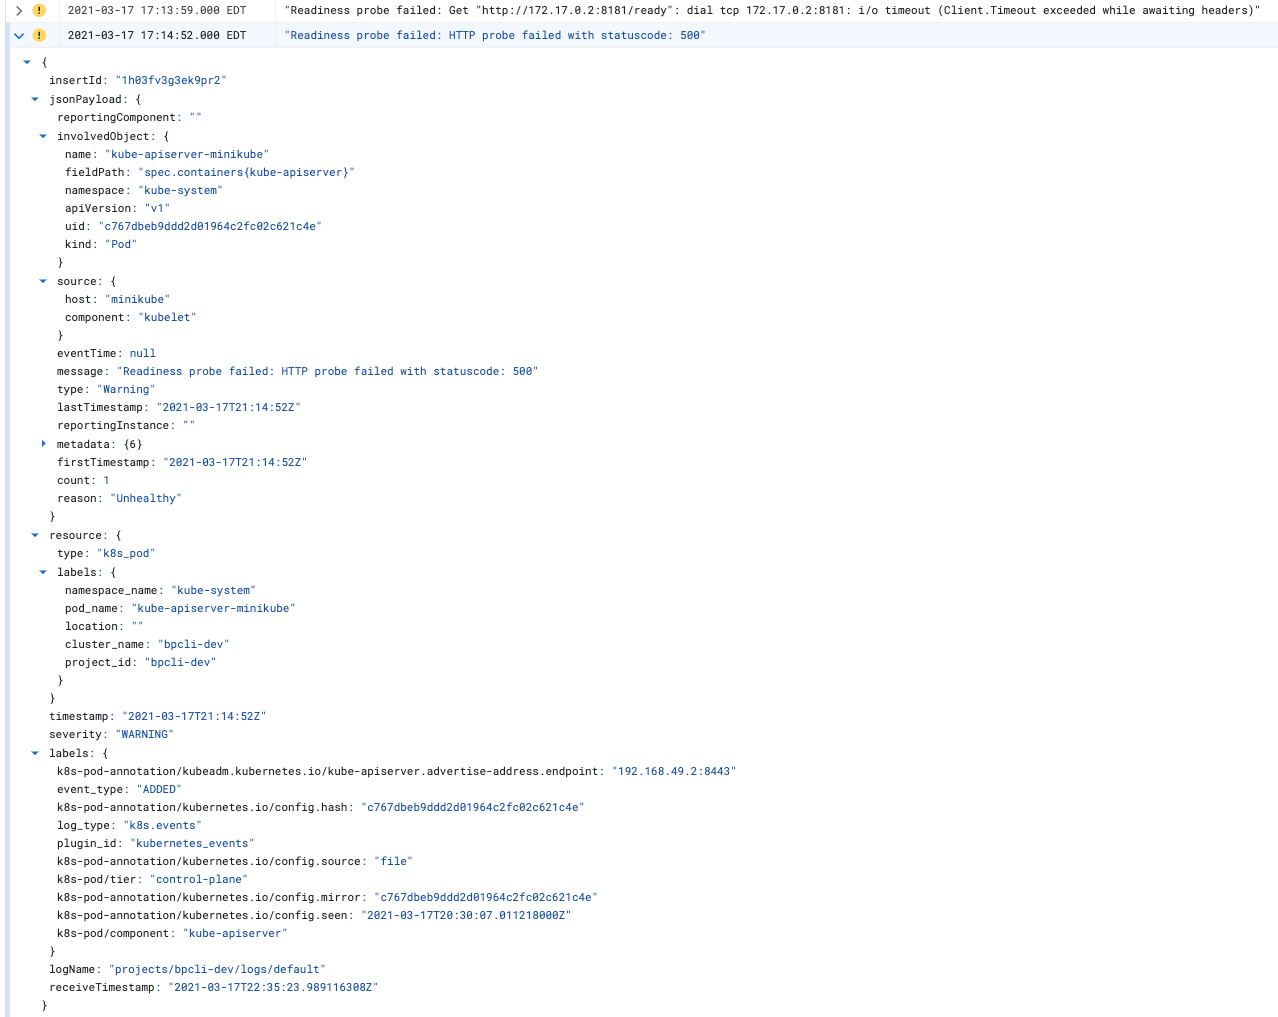 2021-03-17 17:13:59.000 EDT "Readiness probe failed: Get "http://172.17.0.2:8181/ready": dial tcp 172.17.0.2:8181: i/o timeout (Client.Timeout exceeded while awaiting headers)"
2021-03-17 17:14:52.000 EDT "Readiness probe failed: HTTP probe failed with statuscode: 500"
{
insertId: "1h03fv3g3ek9pr2"
jsonPayload: {
reportingComponent: ""
involvedObject: {
name: "kube-apiserver-minikube"
fieldPath: "spec.containers{kube-apiserver}"
namespace: "kube-system"
apiVersion: "v1"
uid: "c767dbeb9ddd2d01964c2fc02c621c4e"
kind: "Pod"
}
source: {
host: "minikube"
component: "kubelet"
}
eventTime: null
message: "Readiness probe failed: HTTP probe failed with statuscode: 500"
type: "Warning"
lastTimestamp: "2021-03-17T21:14:52Z"
reportingInstance: ""
metadata: {6}
firstTimestamp: "2021-03-17T21:14:52Z"
count: 1
reason: "Unhealthy"
}
resource: {
type: "k8s_pod"
labels: {
namespace_name: "kube-system"
pod_name: "kube-apiserver-minikube"
location: ""
cluster_name: "bpcli-dev"
project_id: "bpcli-dev"
}
}
timestamp: "2021-03-17T21:14:52Z"
severity: "WARNING"
labels: {
k8s-pod-annotation/kubeadm.kubernetes.io/kube-apiserver.advertise-address.endpoint: "192.168.49.2:8443"
event_type: "ADDED"
k8s-pod-annotation/kubernetes.io/config.hash: "c767dbeb9ddd2d01964c2fc02c621c4e"
log_type: "k8s.events"
plugin_id: "kubernetes_events"
k8s-pod-annotation/kubernetes.io/config.source: "file"
k8s-pod/tier: "control-plane"
k8s-pod-annotation/kubernetes.io/config.mirror: "c767dbeb9ddd2d01964c2fc02c621c4e"
k8s-pod-annotation/kubernetes.io/config.seen: "2021-03-17T20:30:07.011218000Z"
k8s-pod/component: "kube-apiserver"
}
logName: "projects/bpcli-dev/logs/default"
receiveTimestamp: "2021-03-17T22:35:23.989116308Z"
}